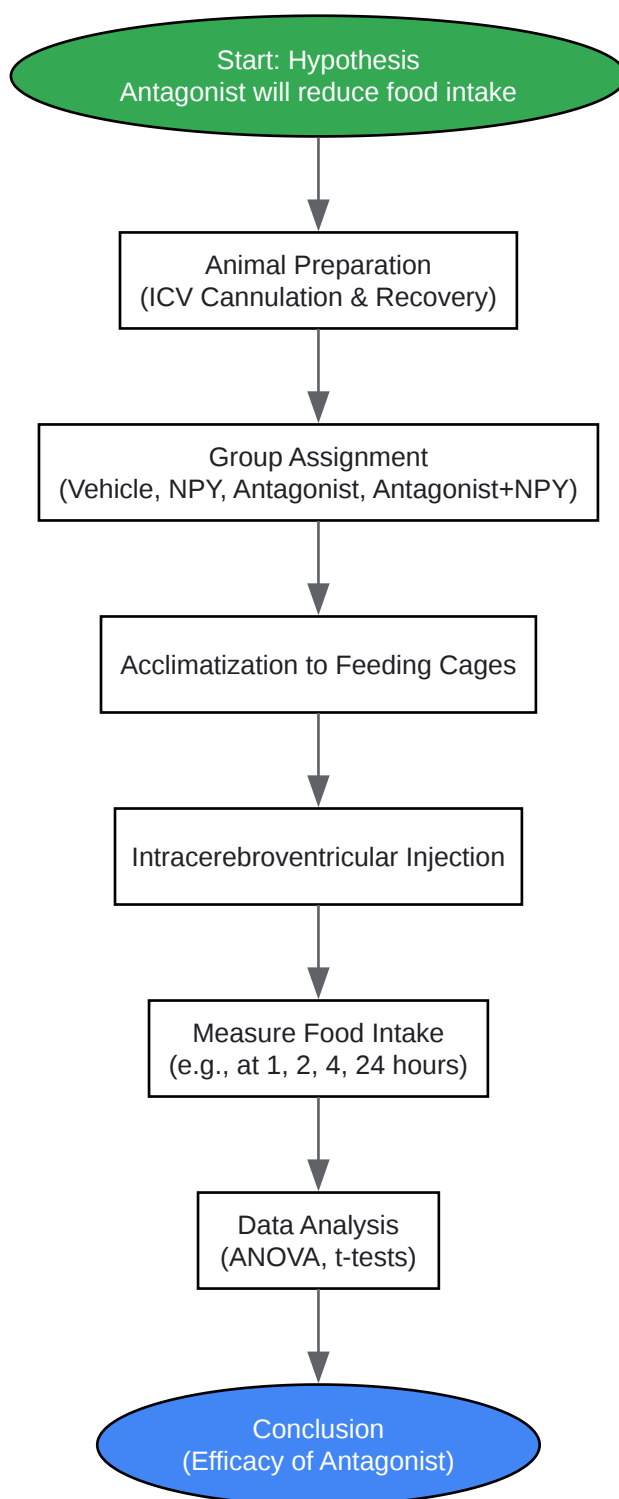 Start: Hypothesis
Antagonist will reduce food intake
Animal Preparation
(ICV Cannulation & Recovery)
Group Assignment
(Vehicle, NPY, Antagonist, Antagonist+NPY)
Acclimatization to Feeding Cages
Intracerebroventricular Injection
Measure Food Intake
(e.g., at 1, 2, 4, 24 hours)
Data Analysis
(ANOVA, t-tests)
Conclusion
(Efficacy of Antagonist)